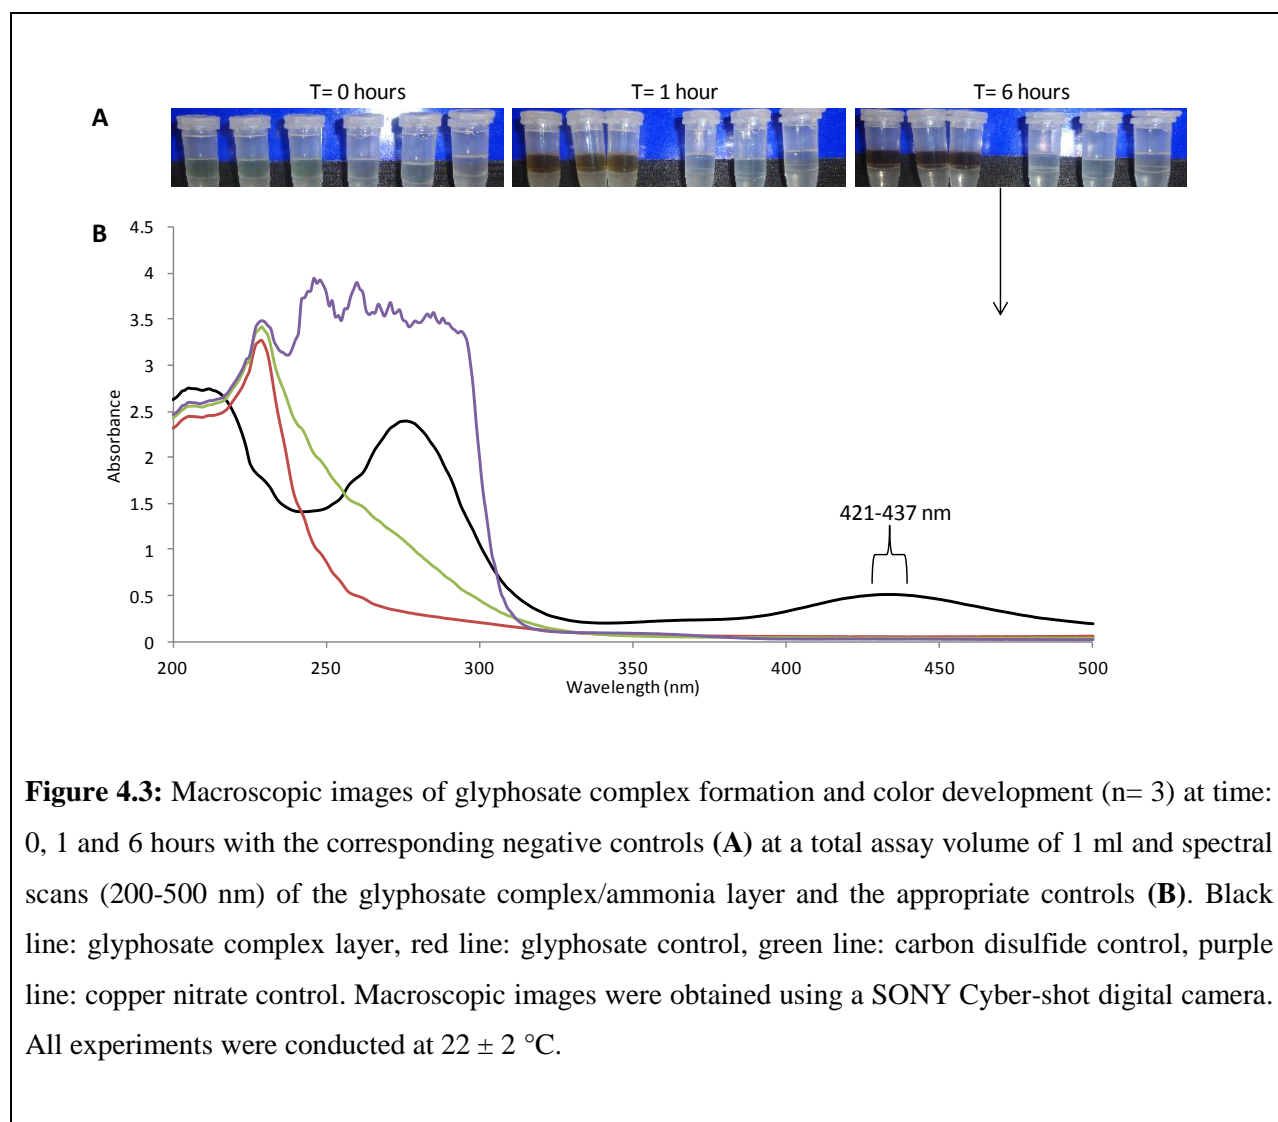 T= 0 hours
T= 1 hour
T= 6 hours
A
B
4.5
4
3.5
3
2.5
2
1.5
1
0.5
0
Absorbance
421-437 nm
200
250
300
350
400
450
500
Wavelength (nm)
Figure 4.3: Macroscopic images of glyphosate complex formation and color development (n= 3) at time:
0, 1 and 6 hours with the corresponding negative controls (A) at a total assay volume of 1 ml and spectral
scans (200-500 nm) of the glyphosate complex/ammonia layer and the appropriate controls (B). Black
line: glyphosate complex layer, red line: glyphosate control, green line: carbon disulfide control, purple
line: copper nitrate control. Macroscopic images were obtained using a SONY Cyber-shot digital camera.
All experiments were conducted at 22 ± 2 °C.